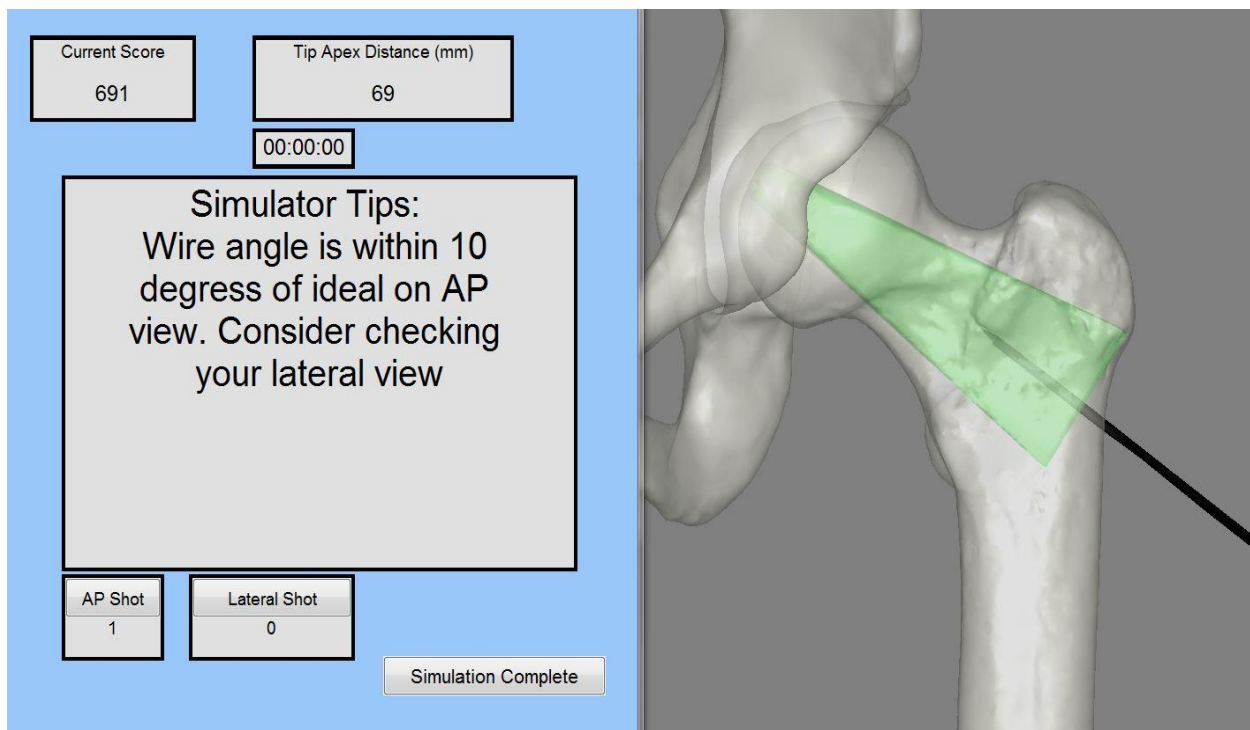 Current Score
691
Tip Apex Distance (mm)
69
00:00:00
Simulator Tips:
Wire angle is within 10
degress of ideal on AP
view. Consider checking
your lateral view
AP Shot
1
Lateral Shot
0
Simulation Complete